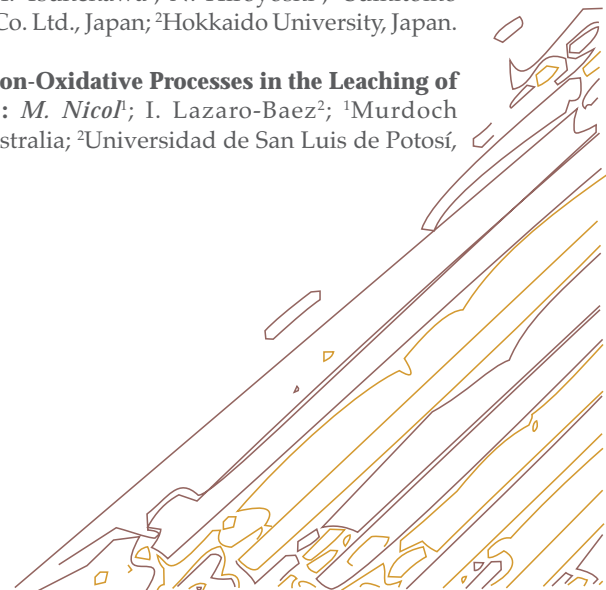 Co. Ltd., Japan; ²Hokkaido University, Japan.
on-Oxidative Processes in the Leaching of
: M. Nicol¹; I. Lazaro-Baez²; ¹Murdoch
stralia; ²Universidad de San Luis de Potosí,